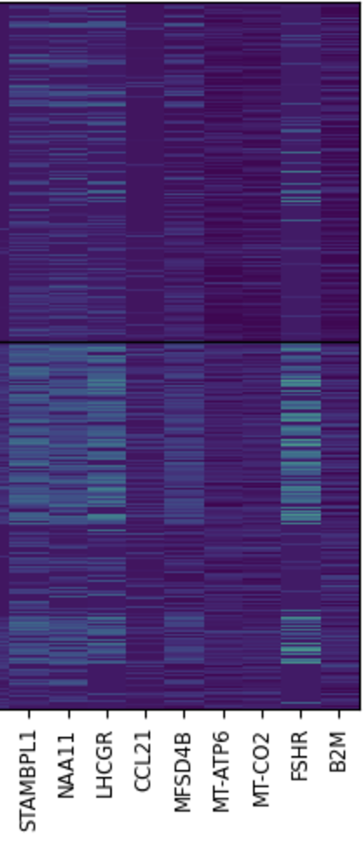 STAMBPL1
NAA11
LHCGR
CCL21
MFSD4B
MT-ATP6
MT-CO2
FSHR
B2M